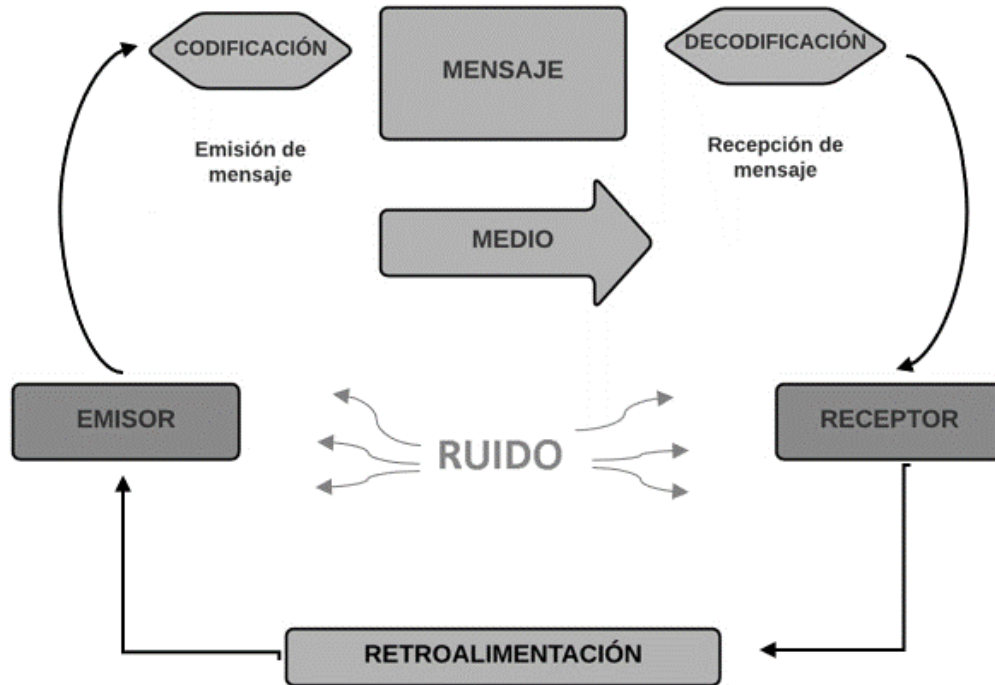 CODIFICACIÓN
MENSAJE
DECODIFICACIÓN
Emisión de
mensaje
Recepción de
mensaje
MEDIO
EMISOR
RUIDO
RECEPTOR
RETROALIMENTACIÓN